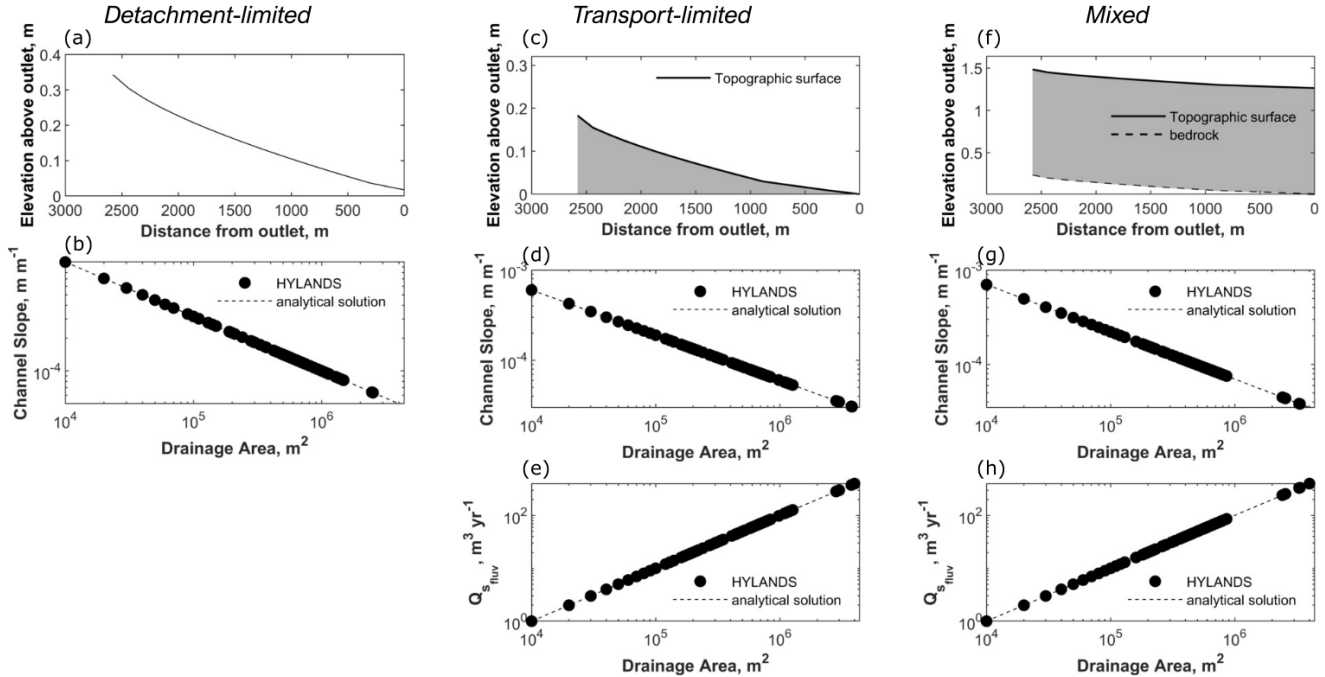 Detachment-limited
(a)
Elevation above outlet, m
0.4
0.3
0.2
0.1
0
3000 2500 2000 1500 1000 500 0
Distance from outlet, m
(b)
Channel Slope, m m-1
10-4
HYLANDS
analytical solution
104 105 106
Drainage Area, m2
Transport-limited
(c)
Elevation above outlet, m
0.3
0.2
0.1
0
Topographic surface
3000 2500 2000 1500 1000 500 0
Distance from outlet, m
(d)
Channel Slope, m m-1
10-3
10-4
HYLANDS
analytical solution
104 105 106
Drainage Area, m2
(e)
Qsfluv, m3 yr-1
102
100
HYLANDS
analytical solution
104 105 106
Drainage Area, m2
Mixed
(f)
Elevation above outlet, m
1.5
1
0.5
Topographic surface
bedrock
3000 2500 2000 1500 1000 500 0
Distance from outlet, m
(g)
Channel Slope, m m-1
10-3
10-4
HYLANDS
analytical solution
104 105 106
Drainage Area, m2
(h)
Qsfluv, m3 yr-1
102
100
HYLANDS
analytical solution
104 105 106
Drainage Area, m2